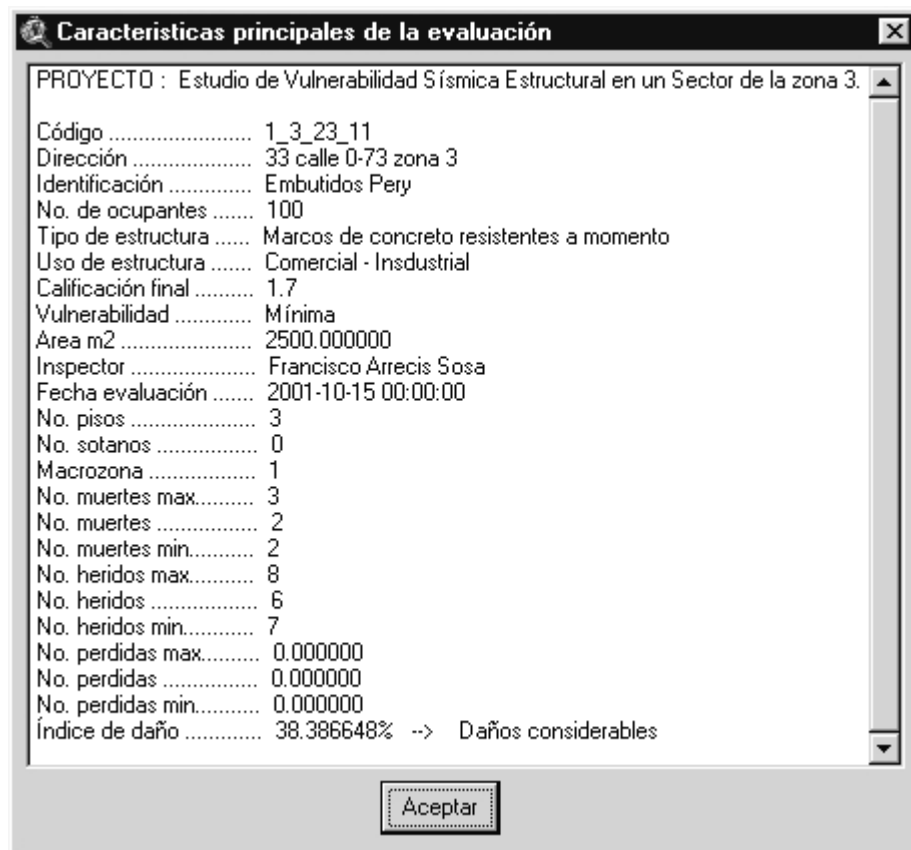 Caracteristicas principales de la evaluación
PROYECTO : Estudio de Vulnerabilidad Sísmica Estructural en un Sector de la zona 3.
Código ........................ 1_3_23_11
Dirección .................... 33 calle 0-73 zona 3
Identificación .............. Embutidos Pery
No. de ocupantes ....... 100
Tipo de estructura ...... Marcos de concreto resistentes a momento
Uso de estructura ....... Comercial - Insdustrial
Calificación final .......... 1.7
Vulnerabilidad ............. Mínima
Area m2 ...................... 2500.000000
Inspector ..................... Francisco Arrecis Sosa
Fecha evaluación ....... 2001-10-15 00:00:00
No. pisos ..................... 3
No. sotanos ................. 0
Macrozona .................. 1
No. muertes max.......... 3
No. muertes ................. 2
No. muertes min........... 2
No. heridos max........... 8
No. heridos ................... 6
No. heridos min............ 7
No. perdidas max.......... 0.000000
No. perdidas ................ 0.000000
No. perdidas min........... 0.000000
Índice de daño ............. 38.386648% --> Daños considerables
Aceptar